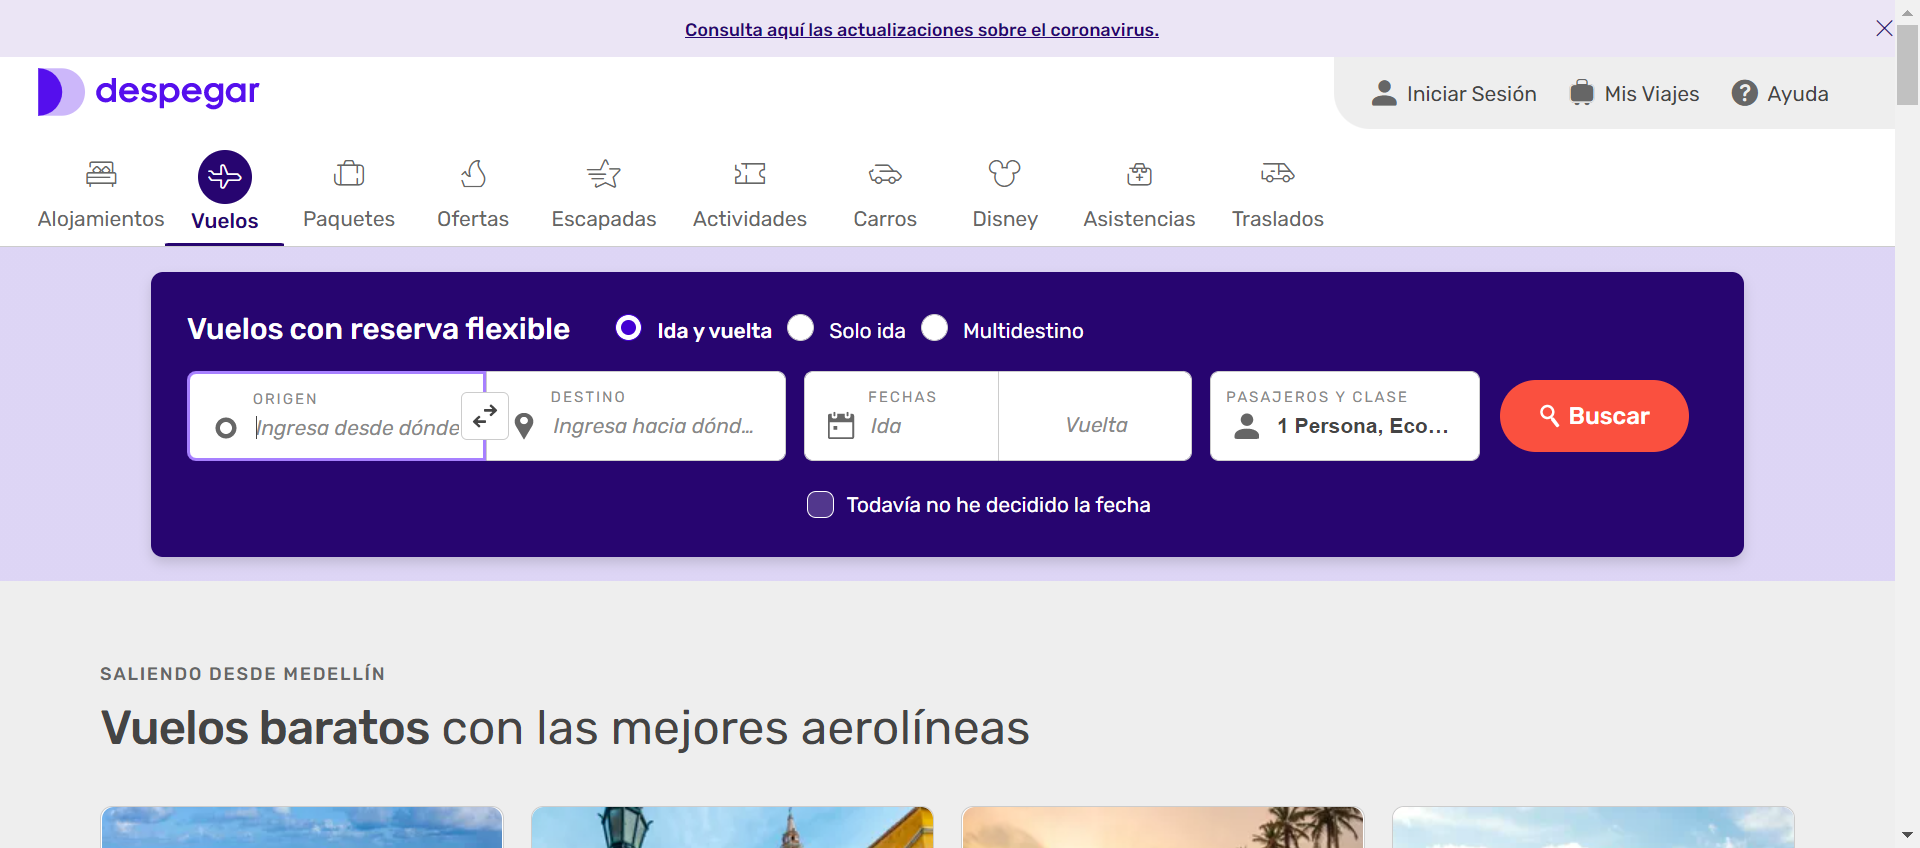 Consulta aquí las actualizaciones sobre el coronavirus.
despegar
Iniciar Sesión
Mis Viajes
Ayuda
Alojamientos
Vuelos
Paquetes
Ofertas
Escapadas
Actividades
Carros
Disney
Asistencias
Traslados
Vuelos con reserva flexible
Ida y vuelta
Solo ida
Multidestino
ORIGEN
Ingresa desde dónde
DESTINO
Ingresa hacia dónd...
FECHAS
Ida
Vuelta
PASAJEROS Y CLASE
1 Persona, Eco...
Buscar
Todavía no he decidido la fecha
SALIENDO DESDE MEDELLÍN
Vuelos baratos con las mejores aerolíneas